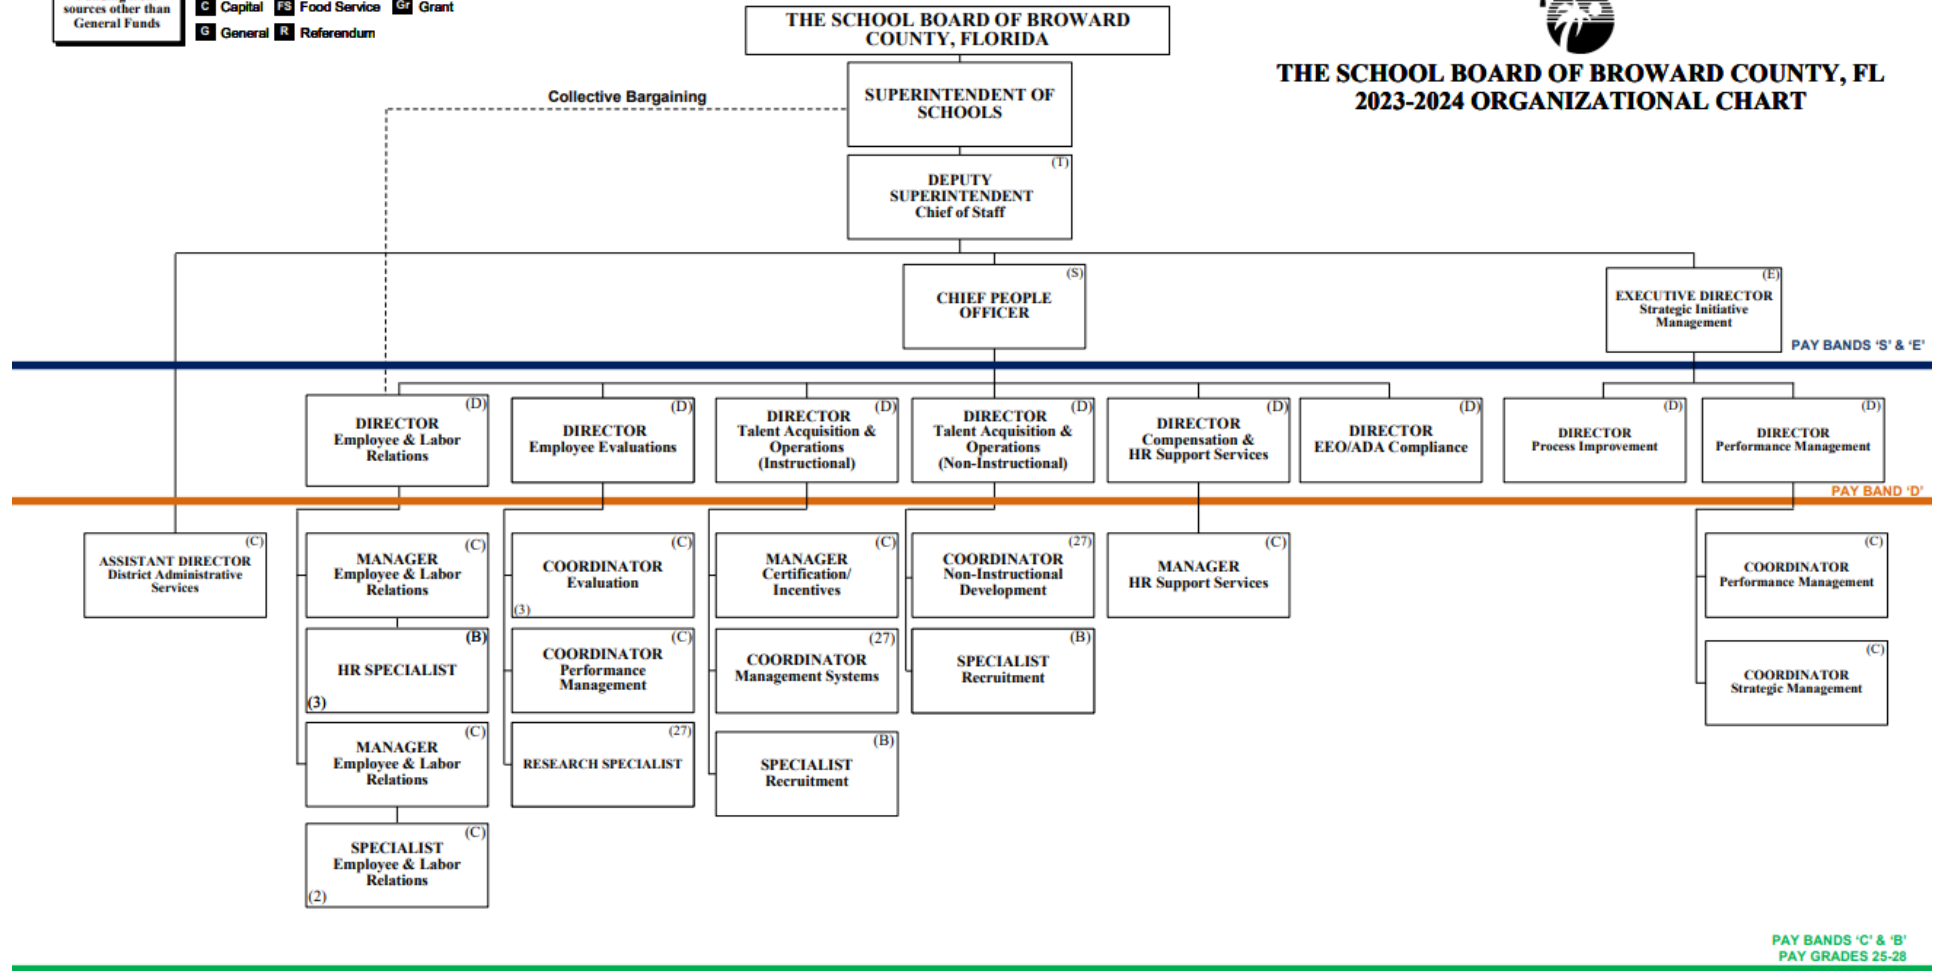 sources other than
General Funds
C Capital FS Food Service Gr Grant
G General R Referendum
THE SCHOOL BOARD OF BROWARD
COUNTY, FLORIDA
THE SCHOOL BOARD OF BROWARD COUNTY, FL
2023-2024 ORGANIZATIONAL CHART
Collective Bargaining
SUPERINTENDENT OF
SCHOOLS
(T)
DEPUTY
SUPERINTENDENT
Chief of Staff
(S)
CHIEF PEOPLE
OFFICER
(E)
EXECUTIVE DIRECTOR
Strategic Initiative
Management
PAY BANDS ‘S’ & ‘E’
(D)
DIRECTOR
Employee & Labor
Relations
(D)
DIRECTOR
Employee Evaluations
(D)
DIRECTOR
Talent Acquisition &
Operations
(Instructional)
(D)
DIRECTOR
Talent Acquisition &
Operations
(Non-Instructional)
(D)
DIRECTOR
Compensation &
HR Support Services
(D)
DIRECTOR
EEO/ADA Compliance
(D)
DIRECTOR
Process Improvement
(D)
DIRECTOR
Performance Management
PAY BAND ‘D’
(C)
ASSISTANT DIRECTOR
District Administrative
Services
(C)
MANAGER
Employee & Labor
Relations
(B)
HR SPECIALIST
(3)
(C)
MANAGER
Employee & Labor
Relations
(C)
SPECIALIST
Employee & Labor
Relations
(2)
(C)
COORDINATOR
Evaluation
(3)
(C)
COORDINATOR
Performance
Management
(27)
RESEARCH SPECIALIST
(C)
MANAGER
Certification/
Incentives
(27)
COORDINATOR
Management Systems
(B)
SPECIALIST
Recruitment
(27)
COORDINATOR
Non-Instructional
Development
(B)
SPECIALIST
Recruitment
(C)
MANAGER
HR Support Services
(C)
COORDINATOR
Performance Management
(C)
COORDINATOR
Strategic Management
PAY BANDS ‘C’ & ‘B’
PAY GRADES 25-28